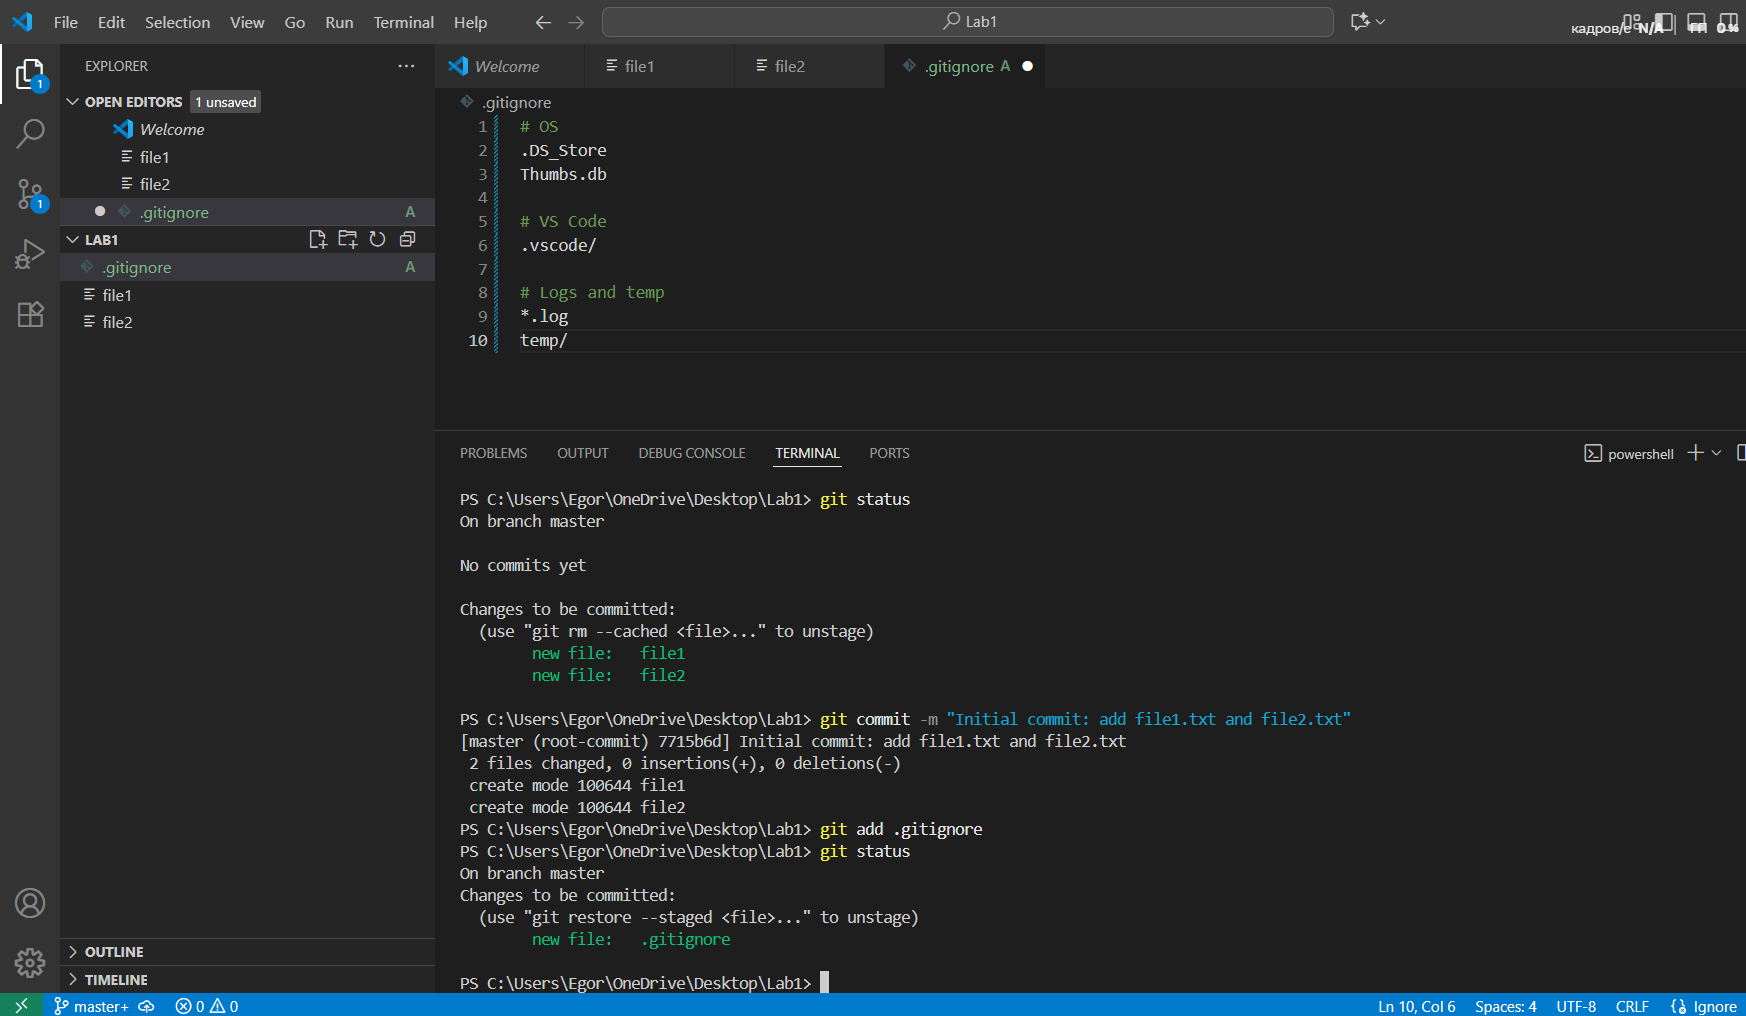 File Edit Selection View Go Run Terminal Help
Lab1
кадров/с N/A ГП 0 %
EXPLORER
OPEN EDITORS 1 unsaved
Welcome
file1
file2
.gitignore A
LAB1
.gitignore A
file1
file2
OUTLINE
TIMELINE
1
1
Welcome file1 file2 .gitignore A
.gitignore
1 # OS
2 .DS_Store
3 Thumbs.db
4
5 # VS Code
6 .vscode/
7
8 # Logs and temp
9 *.log
10 temp/
PROBLEMS OUTPUT DEBUG CONSOLE TERMINAL PORTS
powershell
PS C:\Users\Egor\OneDrive\Desktop\Lab1> git status
On branch master
No commits yet
Changes to be committed:
(use "git rm --cached <file>..." to unstage)
new file: file1
new file: file2
PS C:\Users\Egor\OneDrive\Desktop\Lab1> git commit -m "Initial commit: add file1.txt and file2.txt"
[master (root-commit) 7715b6d] Initial commit: add file1.txt and file2.txt
2 files changed, 0 insertions(+), 0 deletions(-)
create mode 100644 file1
create mode 100644 file2
PS C:\Users\Egor\OneDrive\Desktop\Lab1> git add .gitignore
PS C:\Users\Egor\OneDrive\Desktop\Lab1> git status
On branch master
Changes to be committed:
(use "git restore --staged <file>..." to unstage)
new file: .gitignore
PS C:\Users\Egor\OneDrive\Desktop\Lab1>
master+ 0 0 Ln 10, Col 6 Spaces: 4 UTF-8 CRLF Ignore